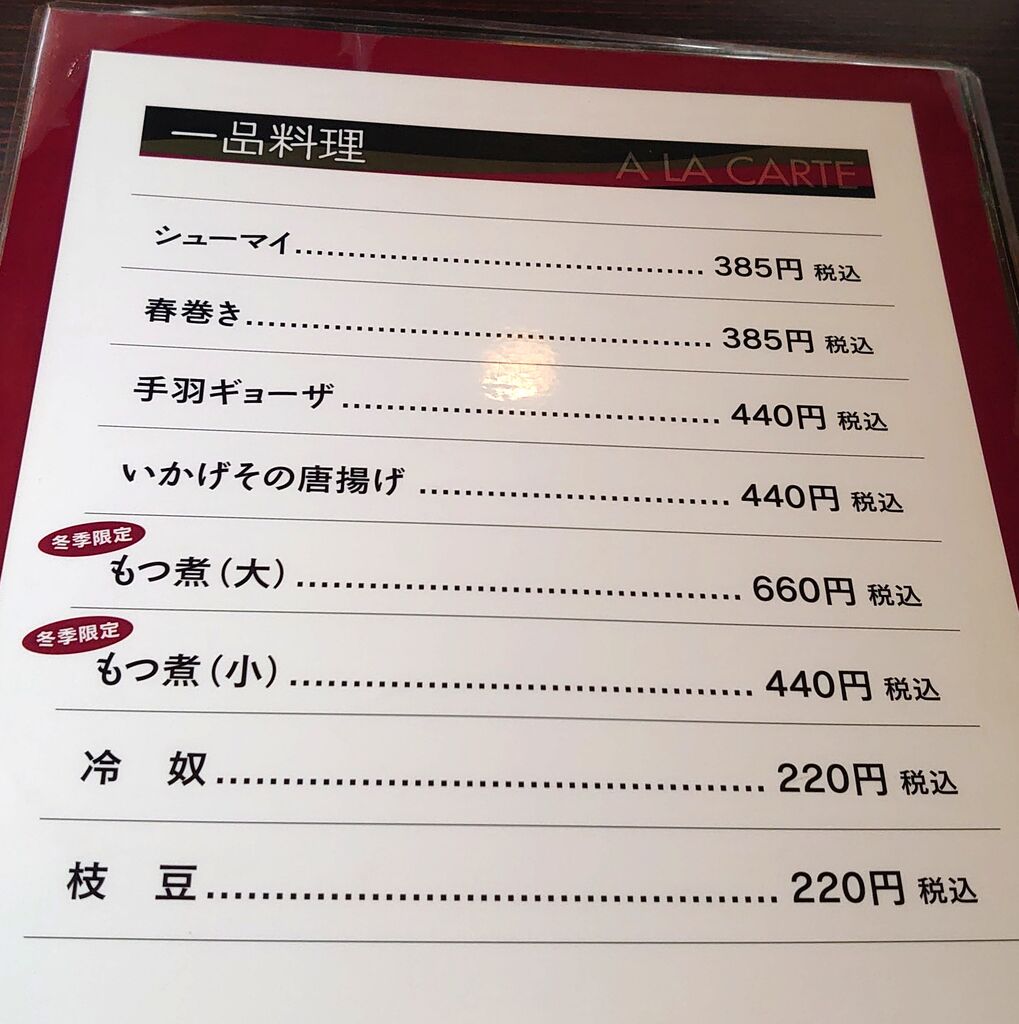 一品料理 A LA CARTE
シューマイ 385円 税込
春巻き 385円 税込
手羽ギョーザ 440円 税込
いかげその唐揚げ 440円 税込
冬季限定
もつ煮(大) 660円 税込
冬季限定
もつ煮(小) 440円 税込
冷 奴 220円 税込
枝 豆 220円 税込